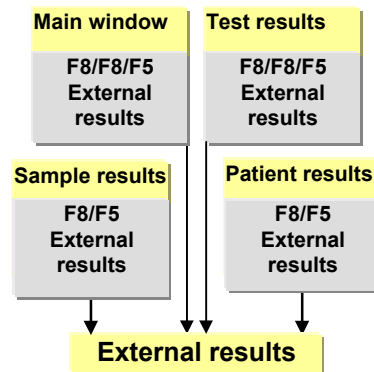 Main window
F8/F8/F5
External
results
Test results
F8/F8/F5
External
results
Sample results
F8/F5
External
results
Patient results
F8/F5
External
results
External results